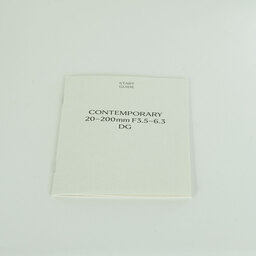 START
GUIDE
CONTEMPORARY
20–200mm F3.5–6.3
DG